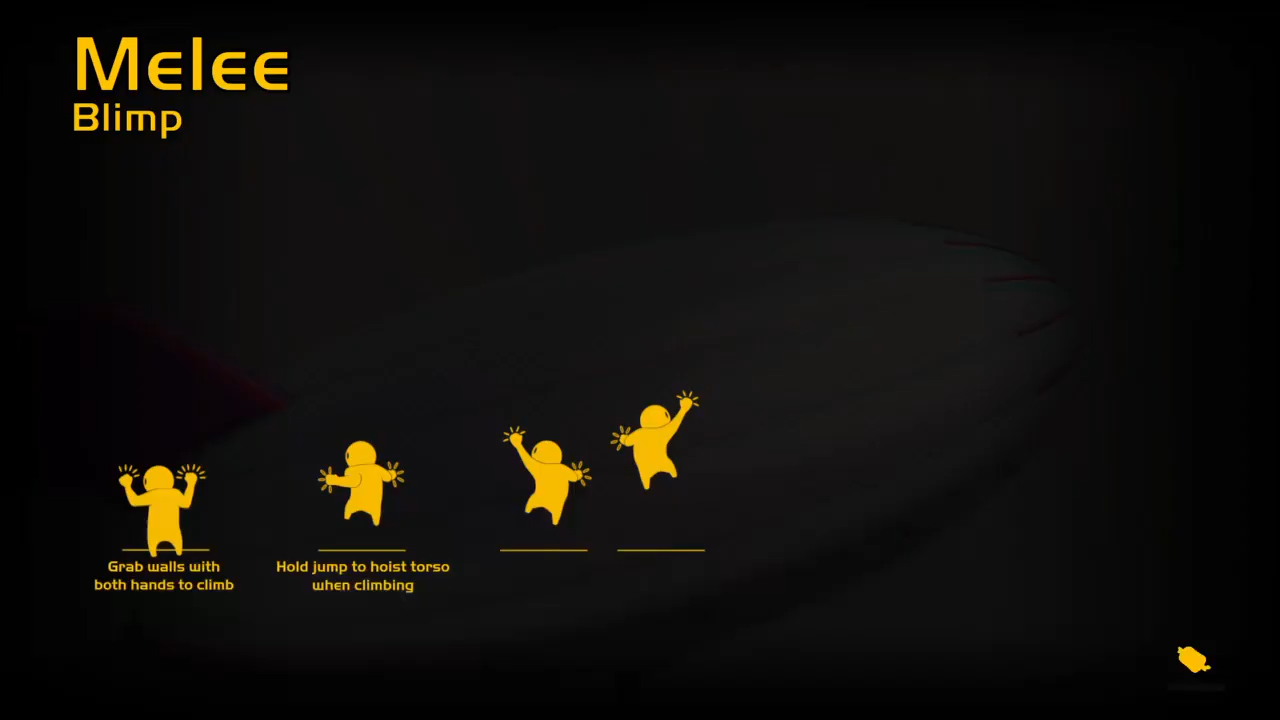 Melee
Blimp
Grab walls with
both hands to climb
Hold jump to hoist torso
when climbing